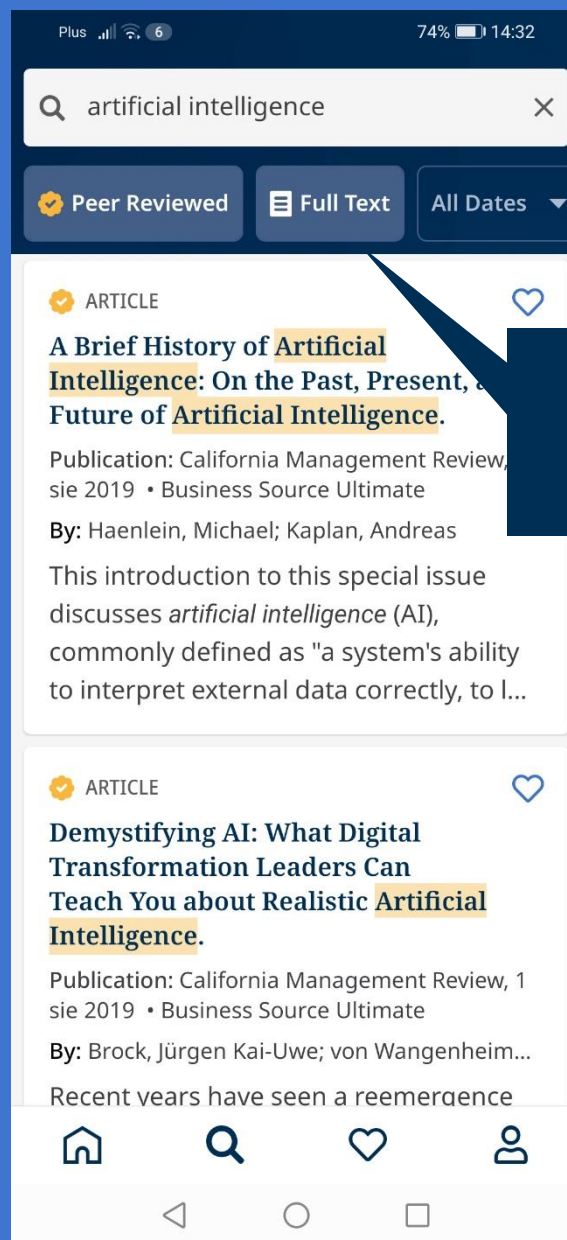 Plus 6 74% 14:32
artificial intelligence
Peer Reviewed Full Text All Dates
ARTICLE
A Brief History of Artificial
Intelligence: On the Past, Present,
Future of Artificial Intelligence.
Publication: California Management Review,
sie 2019 • Business Source Ultimate
By: Haenlein, Michael; Kaplan, Andreas
This introduction to this special issue
discusses artificial intelligence (AI),
commonly defined as "a system's ability
to interpret external data correctly, to l...
ARTICLE
Demystifying AI: What Digital
Transformation Leaders Can
Teach You about Realistic Artificial
Intelligence.
Publication: California Management Review, 1
sie 2019 • Business Source Ultimate
By: Brock, Jürgen Kai-Uwe; von Wangenheim...
Recent years have seen a reemergence